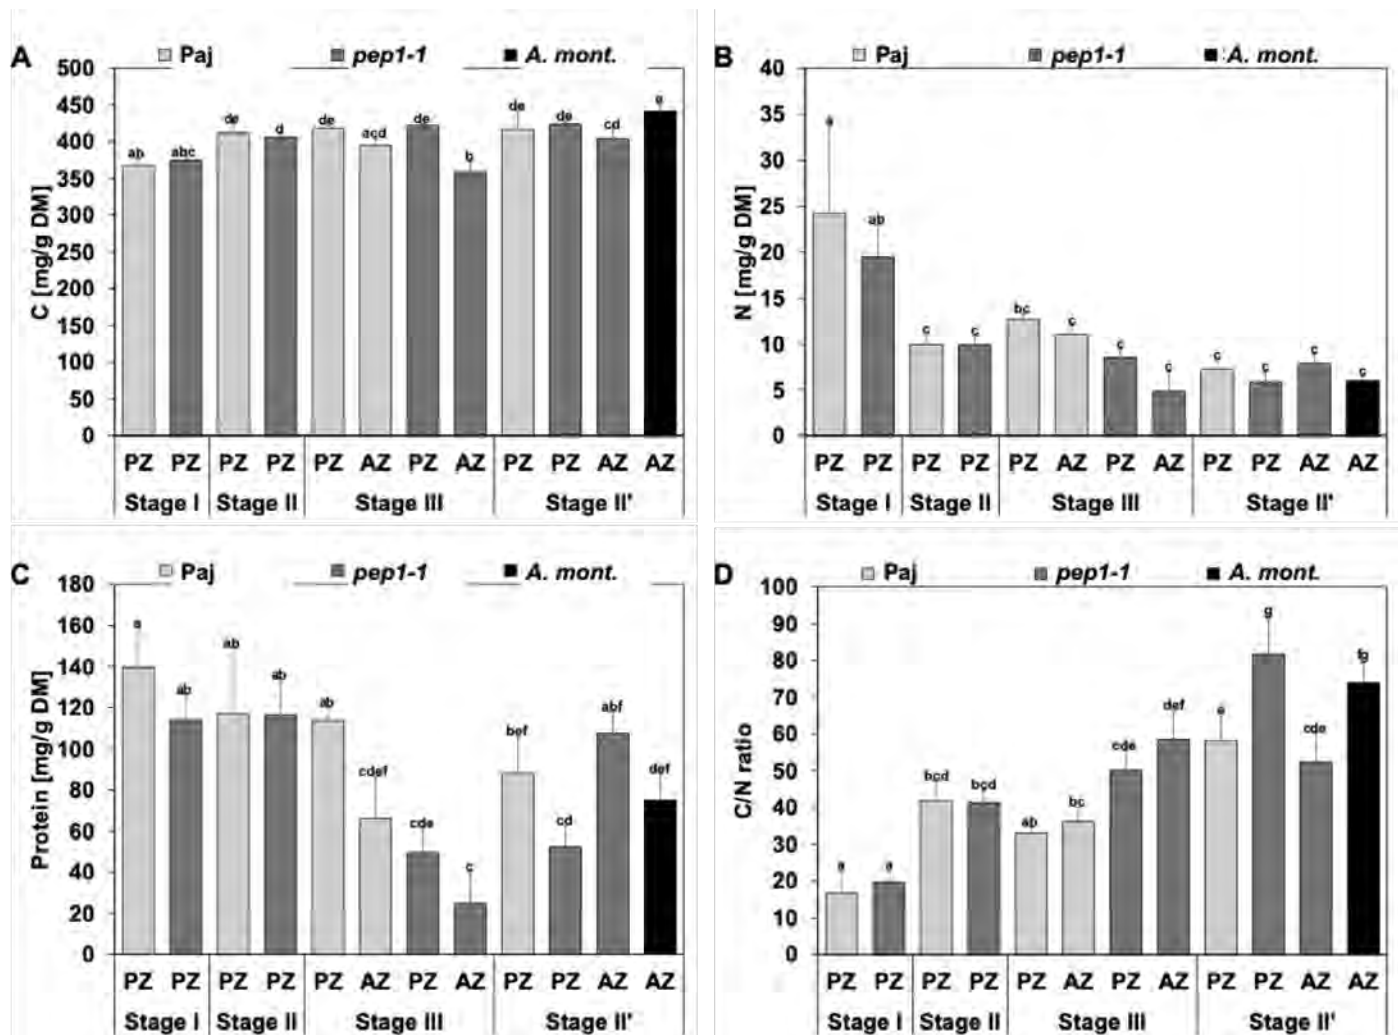 A Paj pep1-1 A. mont.
C [mg/g DM]
500
450
400
350
300
250
200
150
100
50
0
ab abc de d de acd de b de de cd e
PZ PZ PZ PZ PZ AZ PZ AZ PZ PZ AZ AZ
Stage I Stage II Stage III Stage II'
B Paj pep1-1 A. mont.
N [mg/g DM]
40
35
30
25
20
15
10
5
0
a ab c c bc c c c c c c c
PZ PZ PZ PZ PZ AZ PZ AZ PZ PZ AZ AZ
Stage I Stage II Stage III Stage II'
C Paj pep1-1 A. mont.
Protein [mg/g DM]
180
160
140
120
100
80
60
40
20
0
a ab ab ab ab cdef cde c bef cd abf def
PZ PZ PZ PZ PZ AZ PZ AZ PZ PZ AZ AZ
Stage I Stage II Stage III Stage II'
D Paj pep1-1 A. mont.
C/N ratio
100
90
80
70
60
50
40
30
20
10
0
a a bcd bcd ab bc cde def e g cde fg
PZ PZ PZ PZ PZ AZ PZ AZ PZ PZ AZ AZ
Stage I Stage II Stage III Stage II'